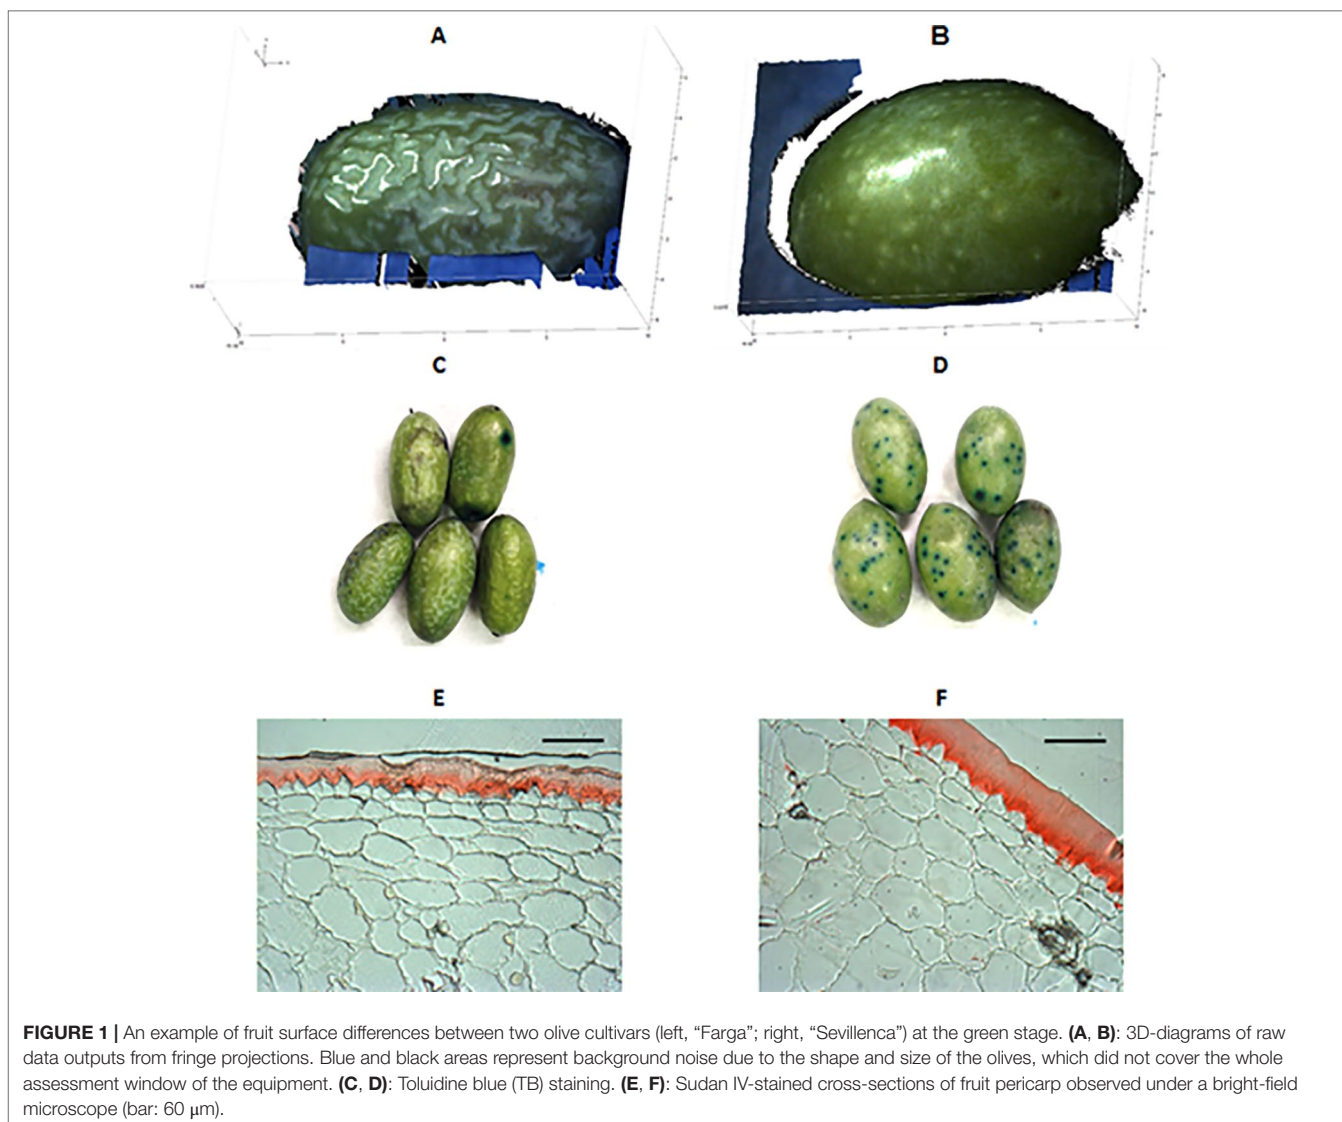 A
B
C
D
E
F
FIGURE 1 | An example of fruit surface differences between two olive cultivars (left, “Farga”; right, “Sevillenca”) at the green stage. (A, B): 3D-diagrams of raw
data outputs from fringe projections. Blue and black areas represent background noise due to the shape and size of the olives, which did not cover the whole
assessment window of the equipment. (C, D): Toluidine blue (TB) staining. (E, F): Sudan IV-stained cross-sections of fruit pericarp observed under a bright-field
microscope (bar: 60 μm).